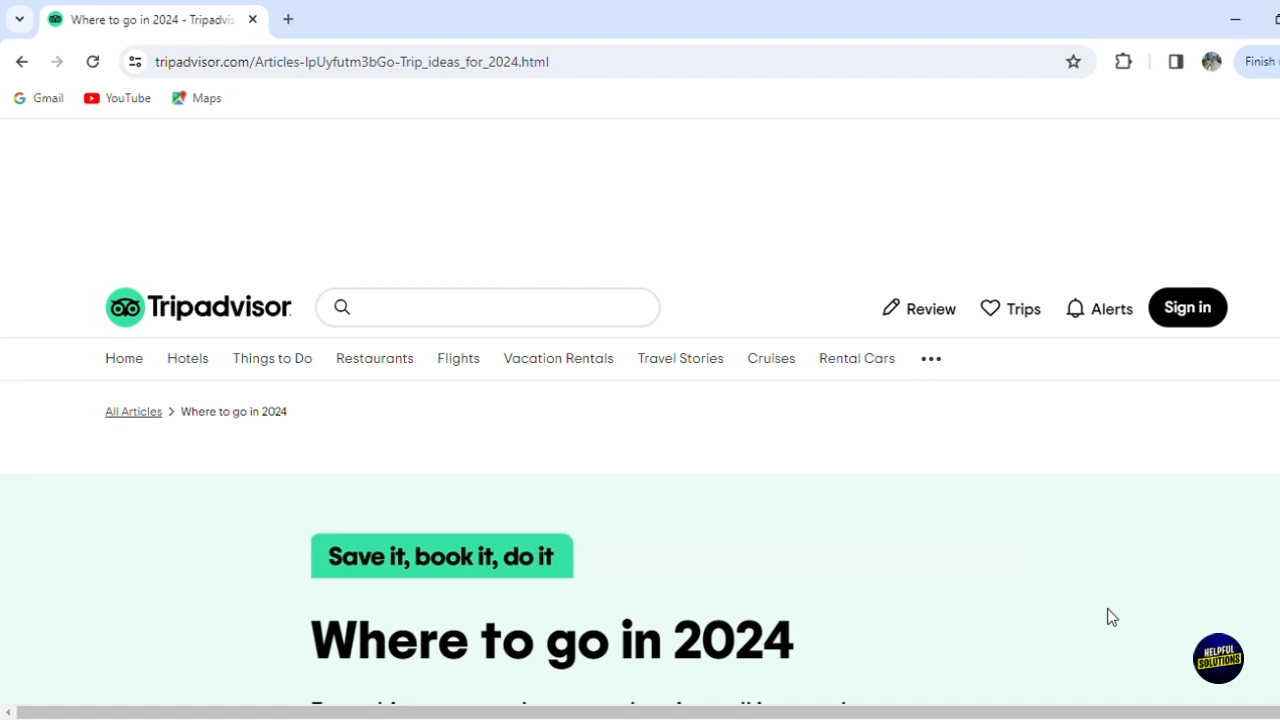 Where to go in 2024 - Tripadvis
tripadvisor.com/Articles-lpUyfutm3bGo-Trip_ideas_for_2024.html
Finish
Gmail YouTube Maps
Tripadvisor
Review Trips Alerts Sign in
Home Hotels Things to Do Restaurants Flights Vacation Rentals Travel Stories Cruises Rental Cars •••
All Articles > Where to go in 2024
Save it, book it, do it
Where to go in 2024
HELPFUL
SOLUTIONS